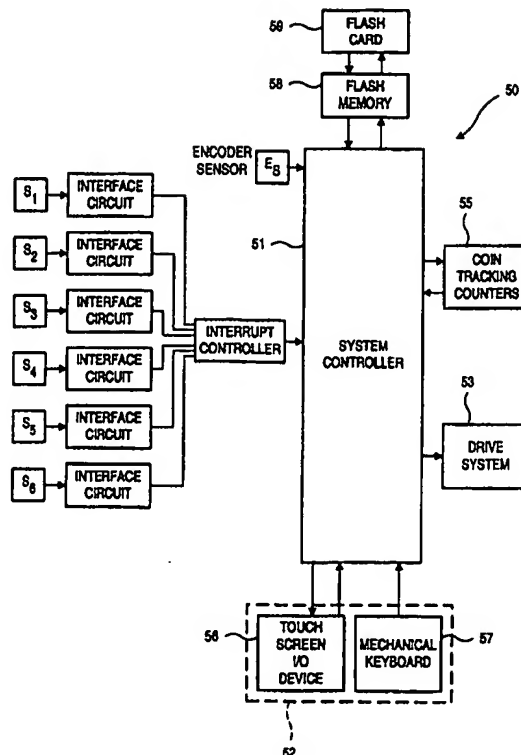 59
FLASH
CARD
58
FLASH
MEMORY
50
ENCODER
SENSOR
ES
S1
INTERFACE
CIRCUIT
51
55
COIN
TRACKING
COUNTERS
S2
INTERFACE
CIRCUIT
S3
INTERFACE
CIRCUIT
INTERRUPT
CONTROLLER
SYSTEM
CONTROLLER
S4
INTERFACE
CIRCUIT
53
DRIVE
SYSTEM
S5
INTERFACE
CIRCUIT
S6
INTERFACE
CIRCUIT
56
TOUCH
SCREEN
I/O
DEVICE
MECHANICAL
KEYBOARD
57
52